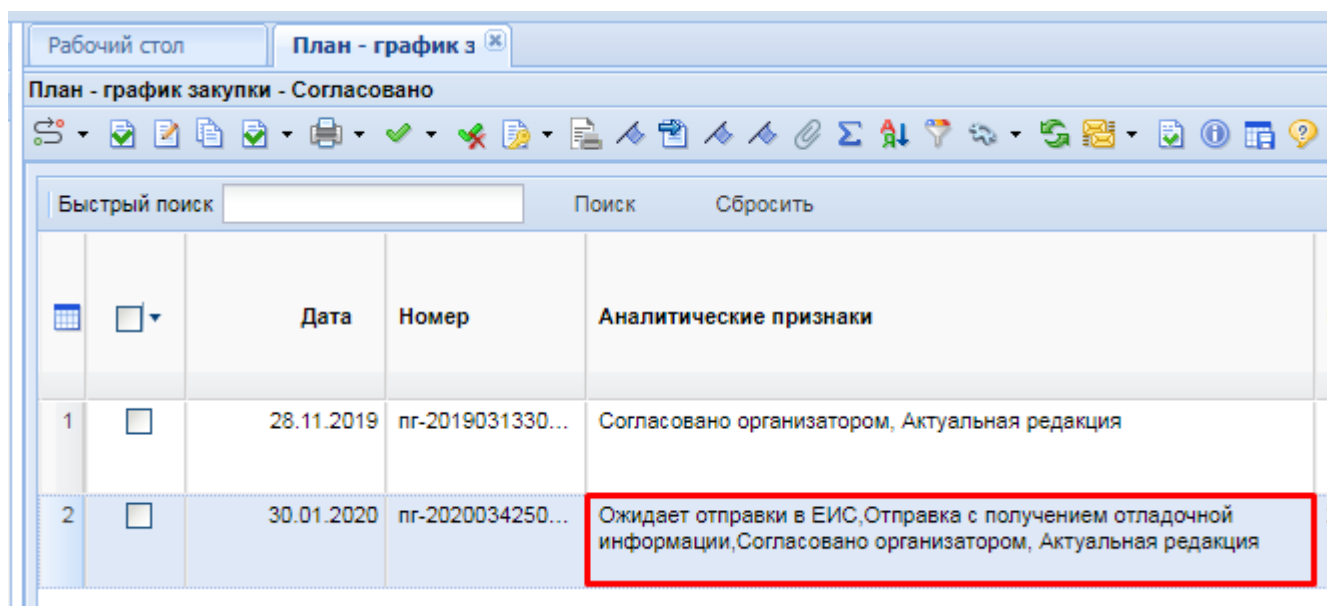 Рабочий стол
План - график з
План - график закупки - Согласовано
Быстрый поиск
Поиск
Сбросить
Дата
Номер
Аналитические признаки
1
28.11.2019
пг-2019031330...
Согласовано организатором, Актуальная редакция
2
30.01.2020
пг-2020034250...
Ожидает отправки в ЕИС,Отправка с получением отладочной
информации,Согласовано организатором, Актуальная редакция